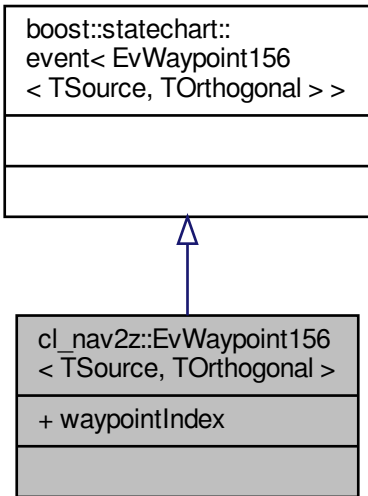 boost::statechart::
event< EvWaypoint156
< TSource, TOrthogonal > >
cl_nav2z::EvWaypoint156
< TSource, TOrthogonal >
+ waypointIndex